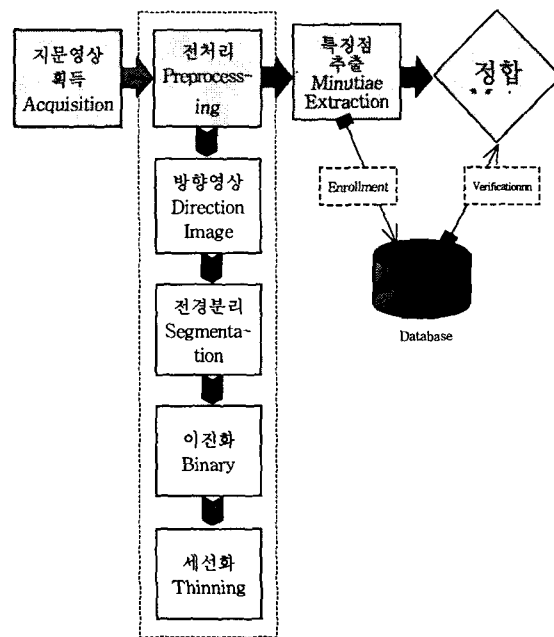 지문영상
획득
Acquisition
전처리
Preprocess-
ing
특징점
추출
Minutiae
Extraction
정합
방향영상
Direction
Image
Enrollment
Verificationnn
전경분리
Segmenta-
tion
Database
이진화
Binary
세선화
Thinning